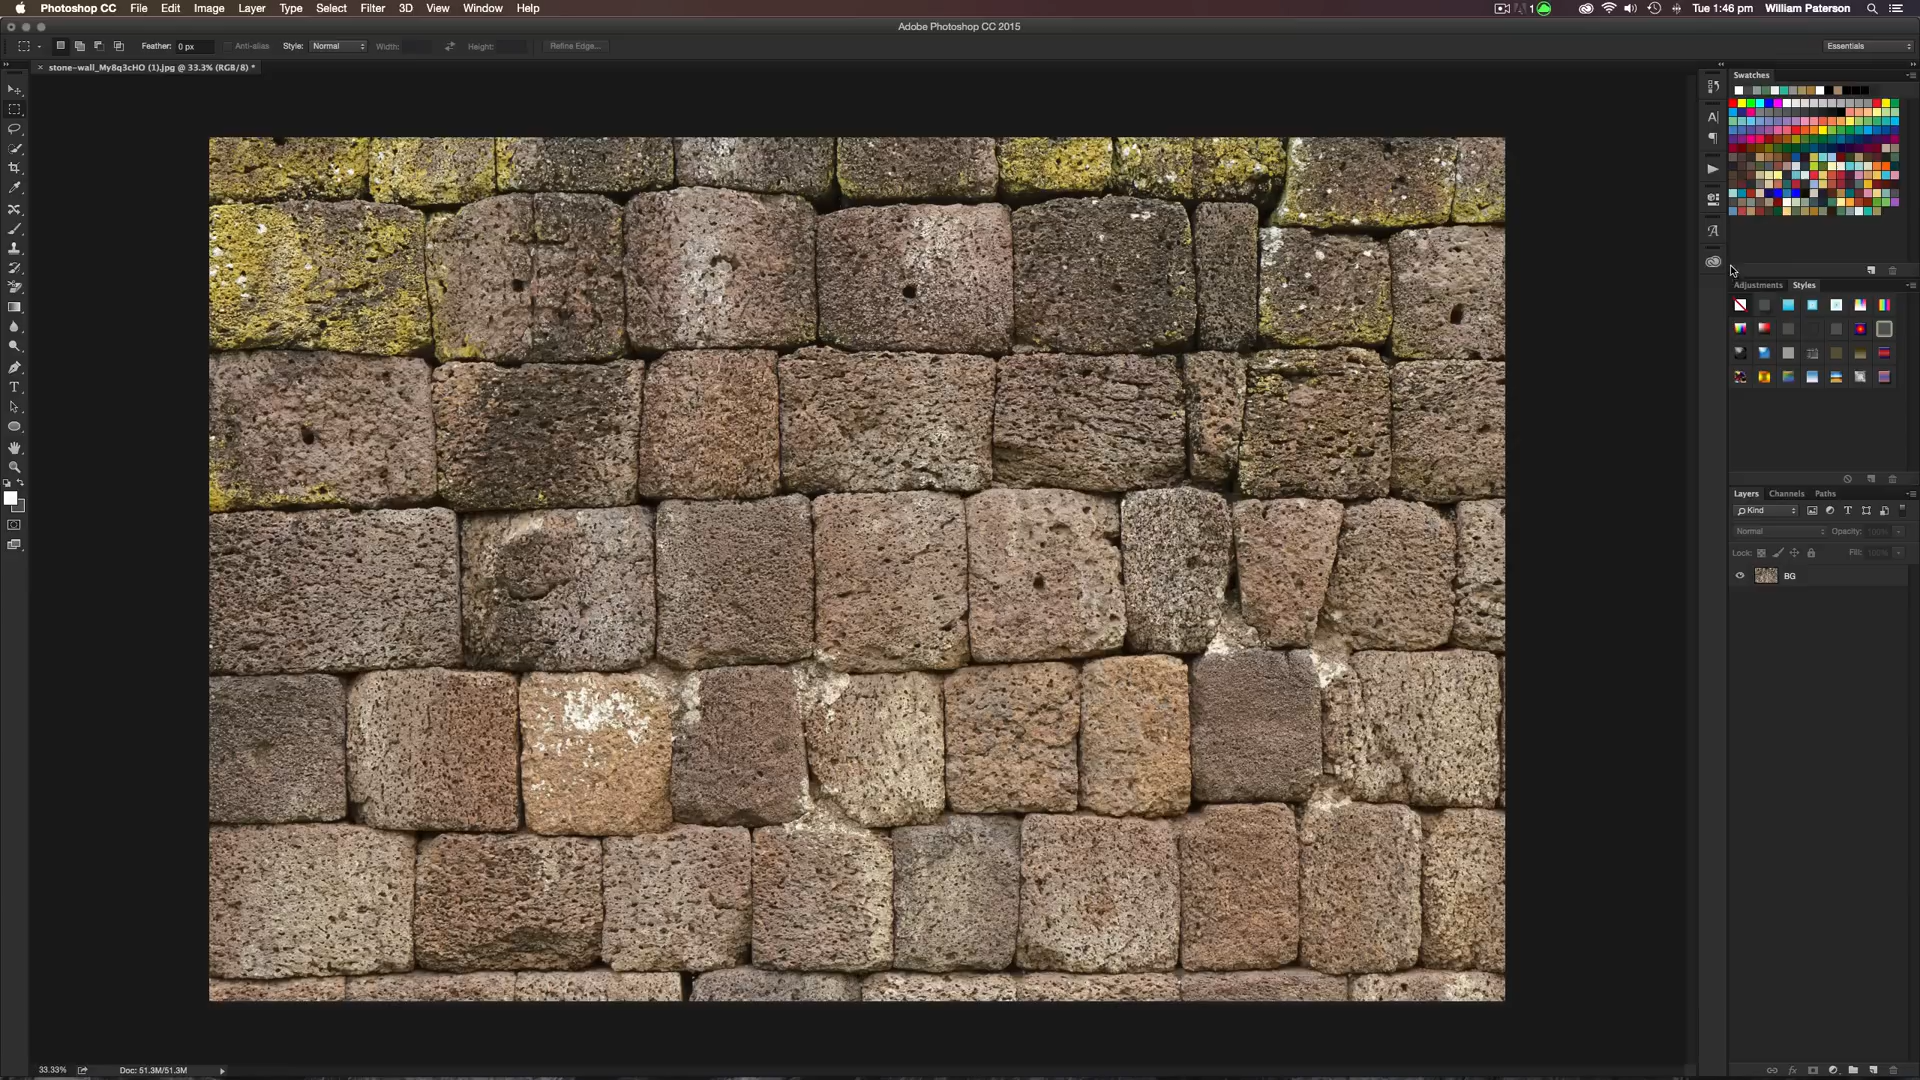 Photoshop CC File Edit Image Layer Type Select Filter 3D View Window Help 1 Tue 1:46 pm William Paterson
Adobe Photoshop CC 2015
Feather: 0 px Anti-alias Style: Normal Width: Height: Refine Edge... Essentials
× stone-wall_My8q3cHO (1).jpg @ 33.3% (RGB/8) *
Swatches
Adjustments Styles
Layers Channels Paths
Kind
Normal Opacity: 100%
Lock: Fill: 100%
BG
33.33% Doc: 51.3M/51.3M